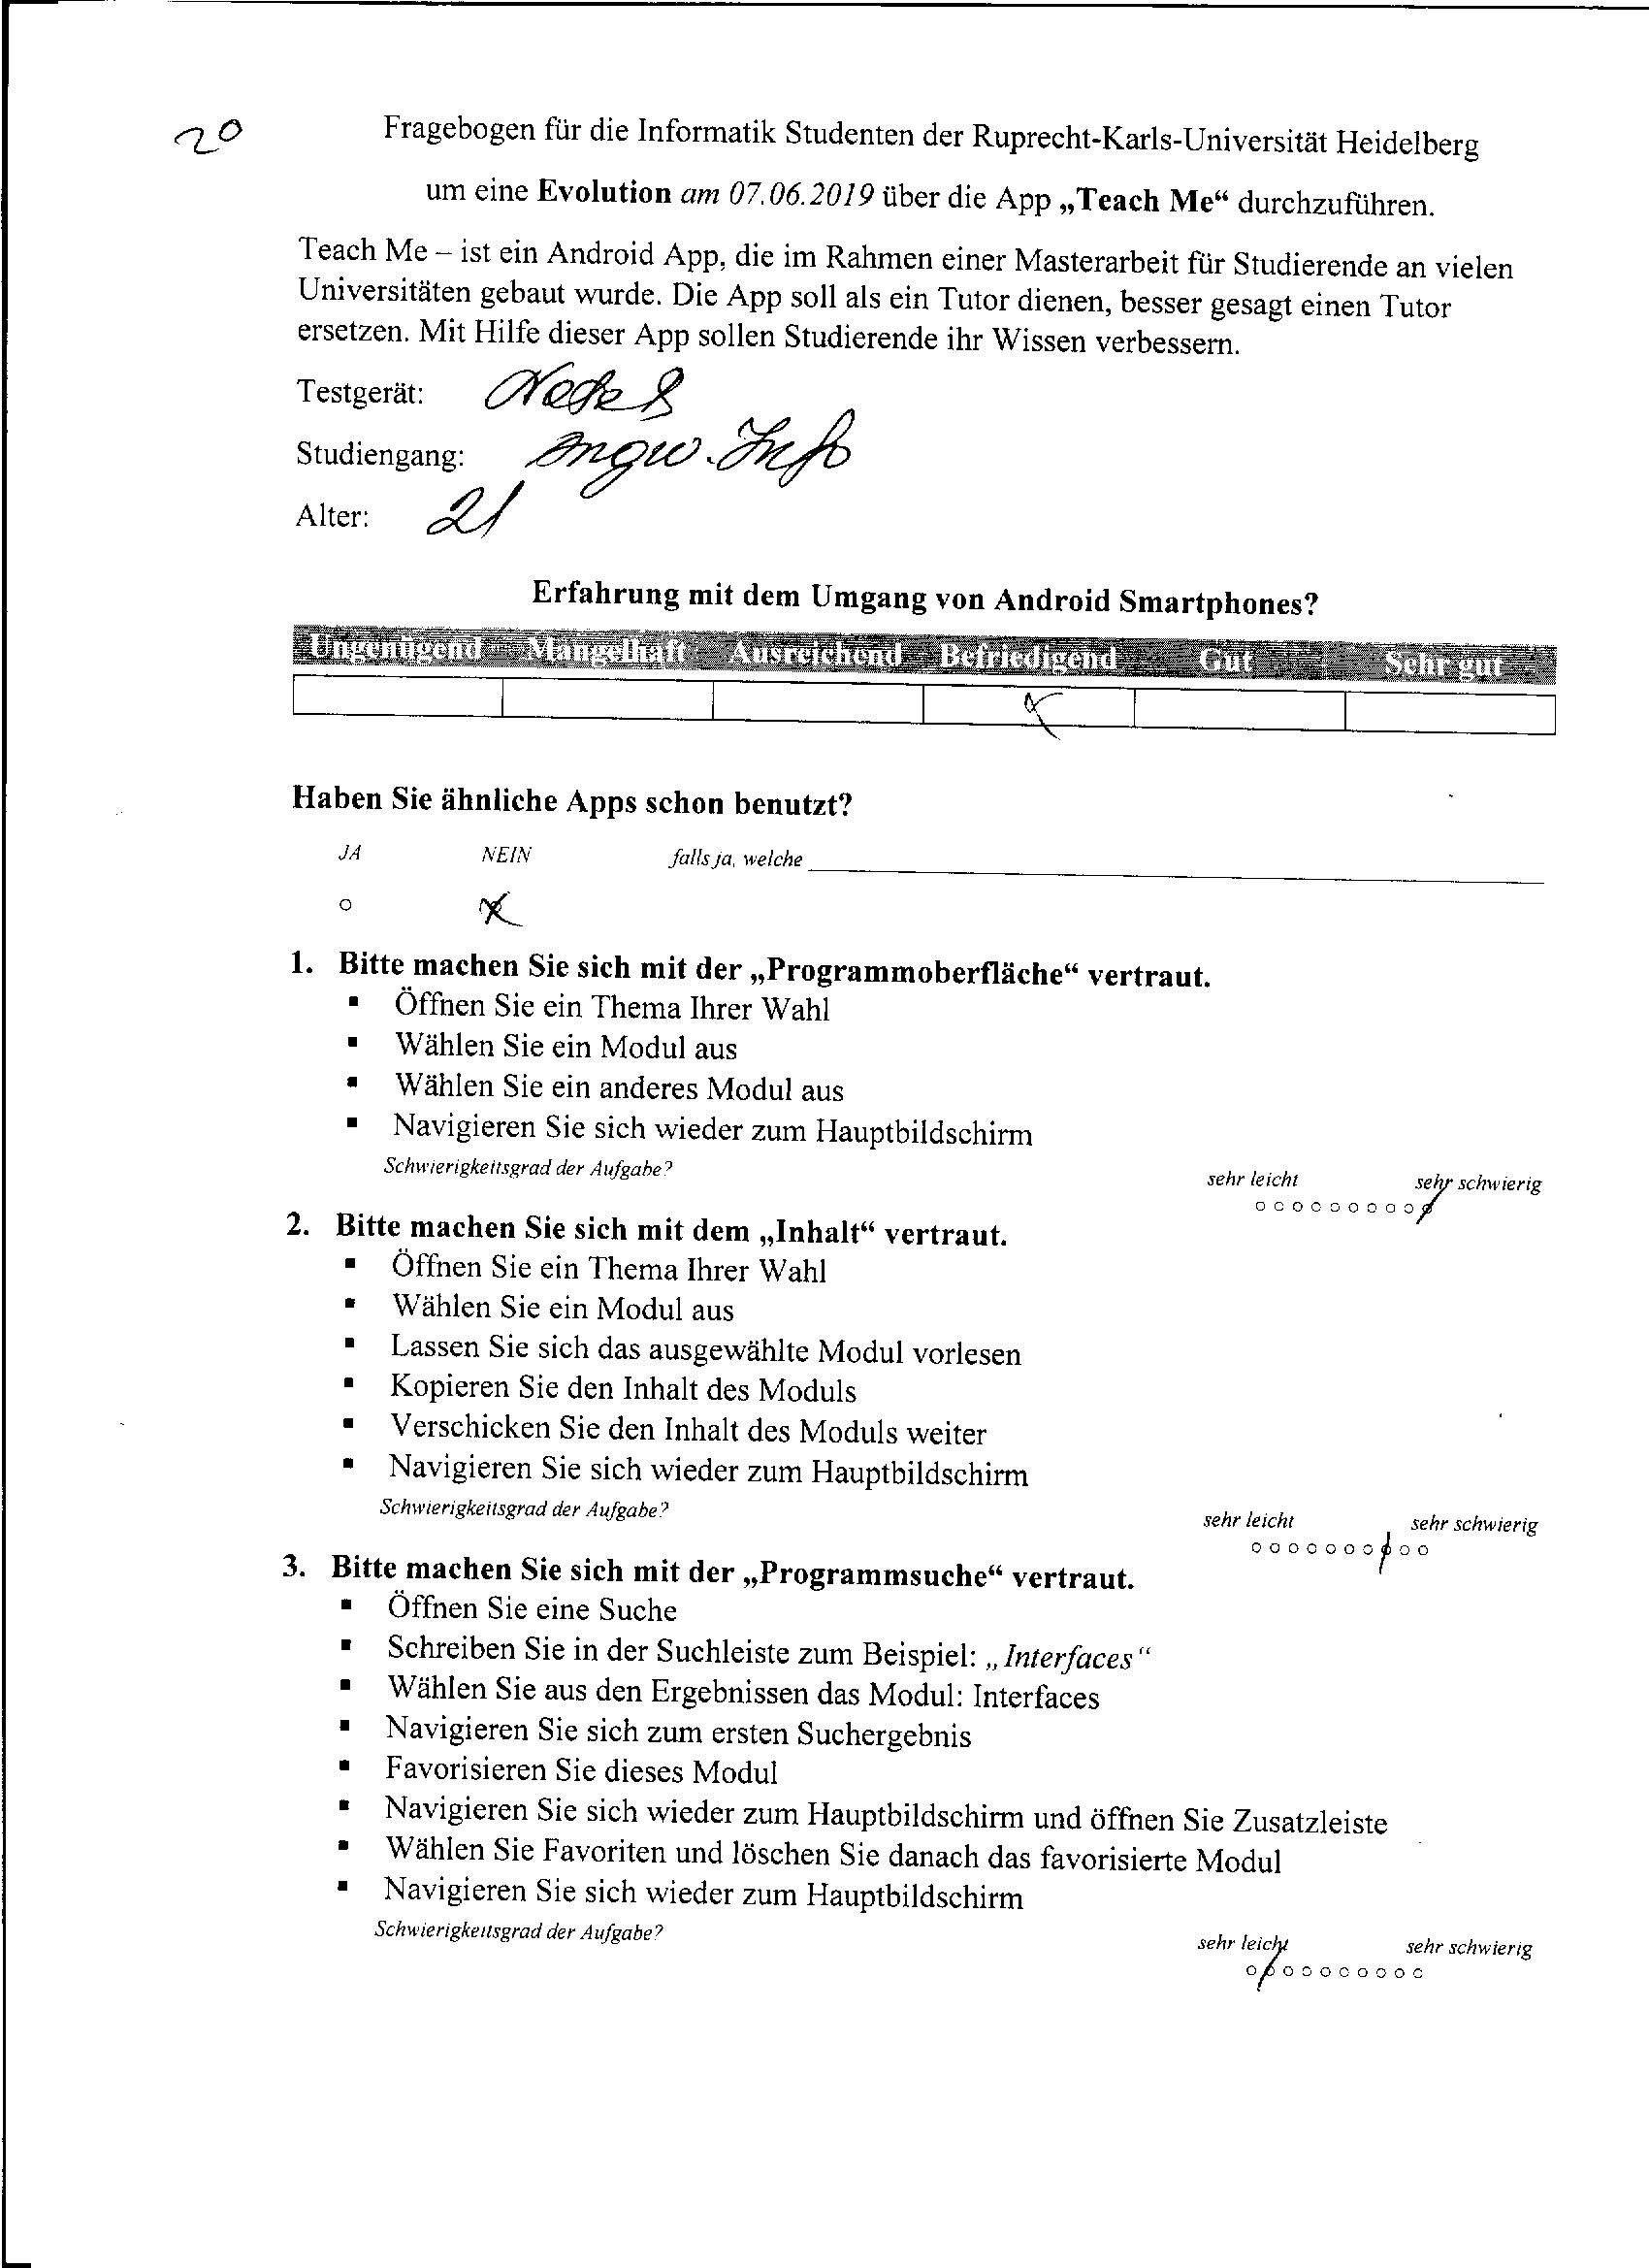 20
Fragebogen für die Informatik Studenten der Ruprecht-Karls-Universität Heidelberg
um eine Evolution am 07.06.2019 über die App „Teach Me“ durchzuführen.
Teach Me – ist ein Android App, die im Rahmen einer Masterarbeit für Studierende an vielen
Universitäten gebaut wurde. Die App soll als ein Tutor dienen, besser gesagt einen Tutor
ersetzen. Mit Hilfe dieser App sollen Studierende ihr Wissen verbessern.
Testgerät:
Studiengang: Angw. Info
Alter: 21
Erfahrung mit dem Umgang von Android Smartphones?
Ungenügend Mangelhaft Ausreichend Befriedigend Gut Sehr gut
Haben Sie ähnliche Apps schon benutzt?
JA NEIN falls ja, welche
1. Bitte machen Sie sich mit der „Programmoberfläche“ vertraut.
▪ Öffnen Sie ein Thema Ihrer Wahl
▪ Wählen Sie ein Modul aus
▪ Wählen Sie ein anderes Modul aus
▪ Navigieren Sie sich wieder zum Hauptbildschirm
Schwierigkeitsgrad der Aufgabe?
sehr leicht sehr schwierig
2. Bitte machen Sie sich mit dem „Inhalt“ vertraut.
▪ Öffnen Sie ein Thema Ihrer Wahl
▪ Wählen Sie ein Modul aus
▪ Lassen Sie sich das ausgewählte Modul vorlesen
▪ Kopieren Sie den Inhalt des Moduls
▪ Verschicken Sie den Inhalt des Moduls weiter
▪ Navigieren Sie sich wieder zum Hauptbildschirm
Schwierigkeitsgrad der Aufgabe?
sehr leicht sehr schwierig
3. Bitte machen Sie sich mit der „Programmsuche“ vertraut.
▪ Öffnen Sie eine Suche
▪ Schreiben Sie in der Suchleiste zum Beispiel: „Interfaces“
▪ Wählen Sie aus den Ergebnissen das Modul: Interfaces
▪ Navigieren Sie sich zum ersten Suchergebnis
▪ Favorisieren Sie dieses Modul
▪ Navigieren Sie sich wieder zum Hauptbildschirm und öffnen Sie Zusatzleiste
▪ Wählen Sie Favoriten und löschen Sie danach das favorisierte Modul
▪ Navigieren Sie sich wieder zum Hauptbildschirm
Schwierigkeitsgrad der Aufgabe?
sehr leicht sehr schwierig